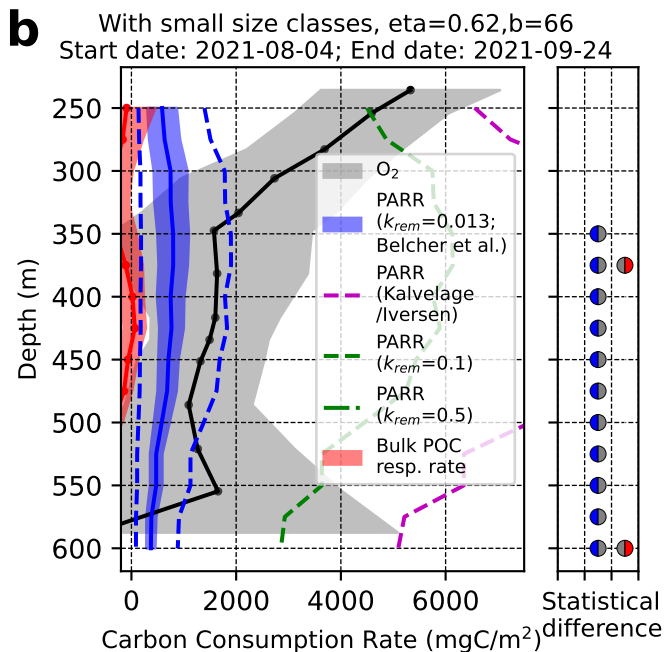 b
With small size classes, eta=0.62,b=66
Start date: 2021-08-04; End date: 2021-09-24
Depth (m)
250
300
350
400
450
500
550
600
O₂
PARR
(kᵣₑₘ=0.013;
Belcher et al.)
PARR
(Kalvelage
/Iversen)
PARR
(kᵣₑₘ=0.1)
PARR
(kᵣₑₘ=0.5)
Bulk POC
resp. rate
0
2000
4000
6000
Carbon Consumption Rate (mgC/m²)
Statistical
difference